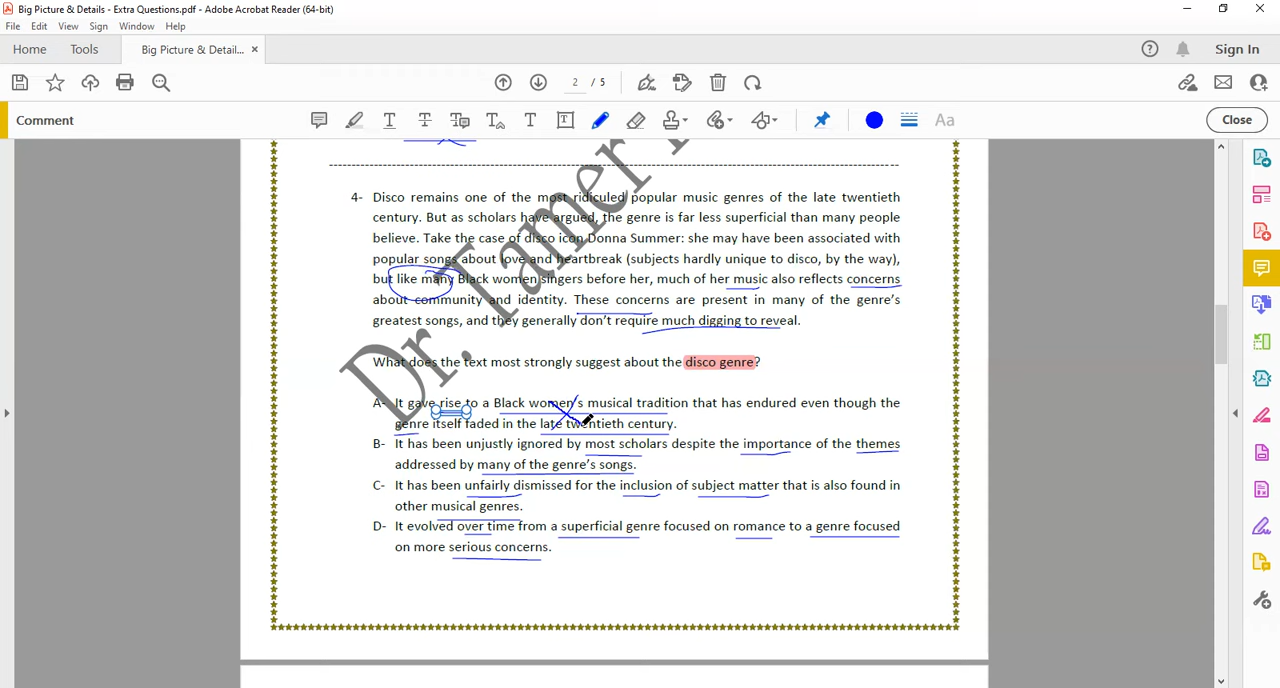 Big Picture & Details - Extra Questions.pdf - Adobe Acrobat Reader (64-bit)
File Edit View Sign Window Help
Home Tools Big Picture & Detail... × Sign In
2 / 5
Comment Aa Close
4- Disco remains one of the most ridiculed popular music genres of the late twentieth
century. But as scholars have argued, the genre is far less superficial than many people
believe. Take the case of disco icon Donna Summer: she may have been associated with
popular songs about love and heartbreak (subjects hardly unique to disco, by the way),
but like many Black women singers before her, much of her music also reflects concerns
about community and identity. These concerns are present in many of the genre's
greatest songs, and they generally don't require much digging to reveal.
What does the text most strongly suggest about the disco genre?
A- It gave rise to a Black women's musical tradition that has endured even though the
genre itself faded in the late twentieth century.
B- It has been unjustly ignored by most scholars despite the importance of the themes
addressed by many of the genre's songs.
C- It has been unfairly dismissed for the inclusion of subject matter that is also found in
other musical genres.
D- It evolved over time from a superficial genre focused on romance to a genre focused
on more serious concerns.
Dr. Tamer